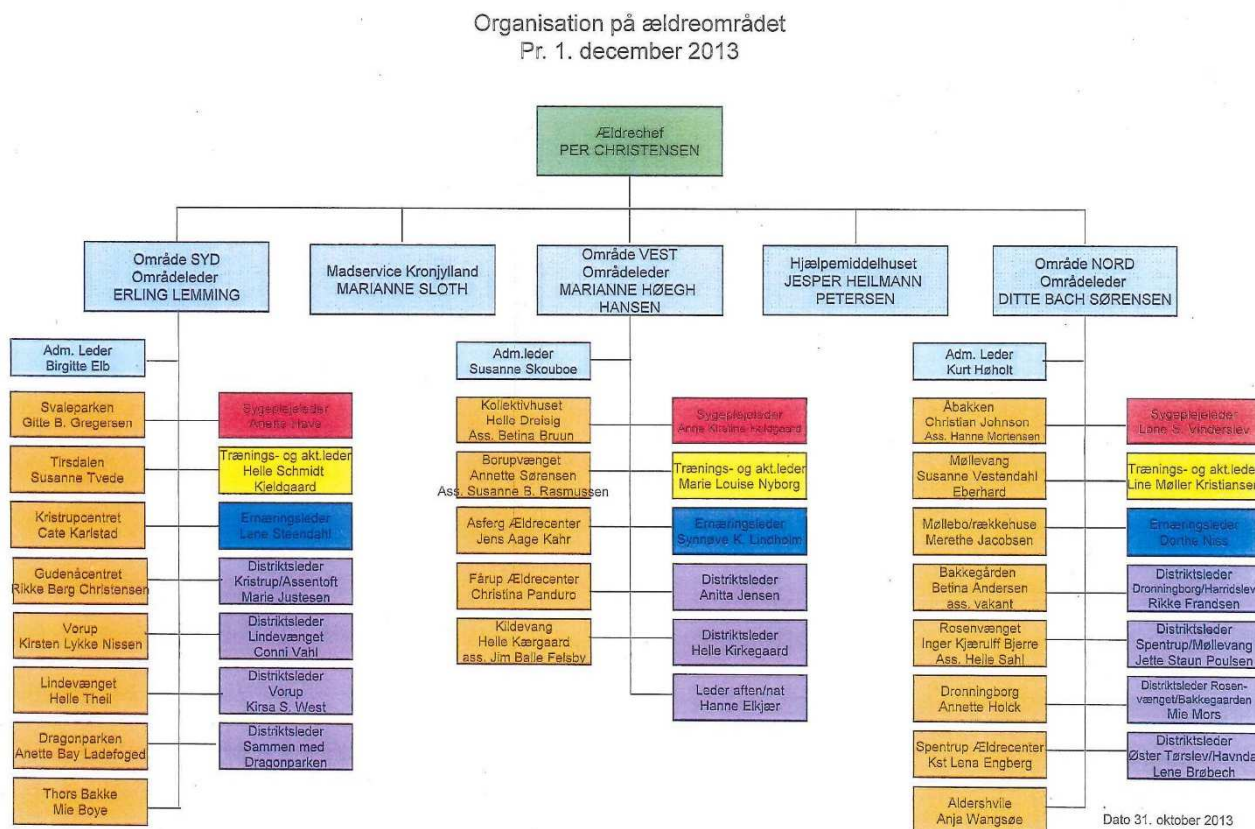 Organisation på ældreområdet
Pr. 1. december 2013
Ældrechef
PER CHRISTENSEN
Område SYD
Områdeleder
ERLING LEMMING
Madservice Kronjylland
MARIANNE SLOTH
Område VEST
Områdeleder
MARIANNE HØEGH
HANSEN
Hjælpemiddelhuset
JESPER HEILMANN
PETERSEN
Område NORD
Områdeleder
DITTE BACH SØRENSEN
Adm. Leder
Birgitte Elb
Svaleparken
Gitte B. Gregersen
Sygeplejeleder
Anette Have
Tirsdalen
Susanne Tvede
Trænings- og akt.leder
Helle Schmidt
Kjeldgaard
Kristrupcentret
Cate Karlstad
Ernæringsleder
Lene Steendahl
Gudenåcentret
Rikke Berg Christensen
Distriktsleder
Kristrup/Assentoft
Marie Justesen
Vorup
Kirsten Lykke Nissen
Distriktsleder
Lindevænget
Conni Vahl
Lindevænget
Helle Theil
Distriktsleder
Vorup
Kirsa S. West
Dragonparken
Anette Bay Ladefoged
Distriktsleder
Sammen med
Dragonparken
Thors Bakke
Mie Boye
Adm.leder
Susanne Skouboe
Kollektivhuset
Helle Dreisig
Ass. Betina Bruun
Sygeplejeleder
Anne Kirstine
Borupvænget
Annette Sørensen
Ass. Susanne B. Rasmussen
Trænings- og akt.leder
Marie Louise Nyborg
Asferg Ældrecenter
Jens Aage Kahr
Ernæringsleder
Synnøve K. Lindholm
Fårup Ældrecenter
Christina Panduro
Distriktsleder
Anitta Jensen
Kildevang
Helle Kærgaard
ass. Jim Balle Felsby
Distriktsleder
Helle Kirkegaard
Leder aften/nat
Hanne Elkjær
Adm. Leder
Kurt Høholt
Åbakken
Christian Johnson
Ass. Hanne Mortensen
Sygeplejeleder
Lone S. Vinderslev
Møllevang
Susanne Vestendahl
Eberhard
Trænings- og akt.leder
Line Møller Kristiansen
Møllebo/rækkehuse
Merethe Jacobsen
Ernæringsleder
Dorthe Niss
Bakkegården
Betina Andersen
ass. vakant
Distriktsleder
Dronningborg/Harridslev
Rikke Frandsen
Rosenvænget
Inger Kjærulff Bjerre
Ass. Helle Sahl
Distriktsleder
Spentrup/Møllevang
Jette Staun Poulsen
Dronningborg
Annette Holck
Distriktsleder Rosen-
vænget/Bakkegaarden
Mie Mors
Spentrup Ældrecenter
Kst Lena Engberg
Distriktsleder
Øster Tørslev/Havnda
Lene Brøbech
Aldershvile
Anja Wangsøe
Dato 31. oktober 2013